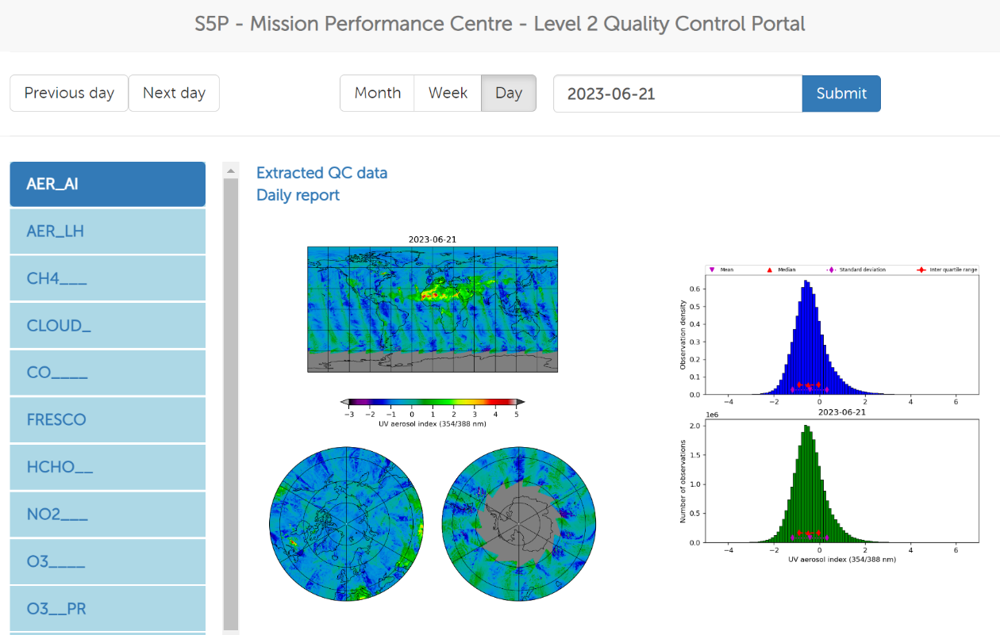 S5P - Mission Performance Centre - Level 2 Quality Control Portal
Previous day Next day Month Week Day 2023-06-21 Submit
AER_AI
AER_LH
CH4___
CLOUD_
CO____
FRESCO
HCHO__
NO2___
O3____
O3__PR
Extracted QC data
Daily report
2023-06-21
−3 −2 −1 0 1 2 3 4 5
UV aerosol index (354/388 nm)
Mean Median Standard deviation Inter quartile range
Observation density
0.6
0.5
0.4
0.3
0.2
0.1
0.0
−4 −2 0 2 4 6
2023-06-21
1e6
Number of observations
2.0
1.5
1.0
0.5
0.0
−4 −2 0 2 4 6
UV aerosol index (354/388 nm)